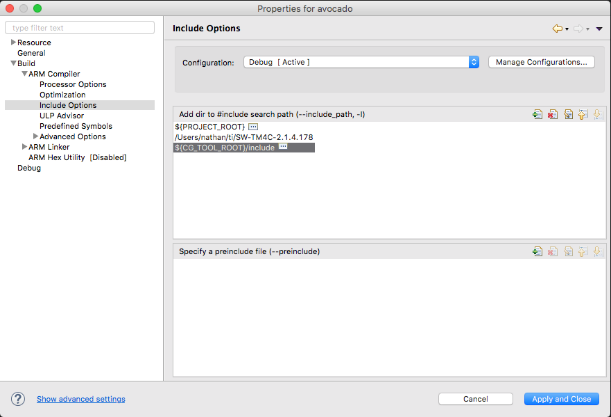 Properties for avocado
type filter text
Resource
General
Build
ARM Compiler
Processor Options
Optimization
Include Options
ULP Advisor
Predefined Symbols
Advanced Options
ARM Linker
ARM Hex Utility [Disabled]
Debug
Include Options
Configuration: Debug [ Active ] Manage Configurations...
Add dir to #include search path (--include_path, -I)
${PROJECT_ROOT}
/Users/nathan/ti/SW-TM4C-2.1.4.178
${CG_TOOL_ROOT}/include
Specify a preinclude file (--preinclude)
? Show advanced settings Cancel Apply and Close